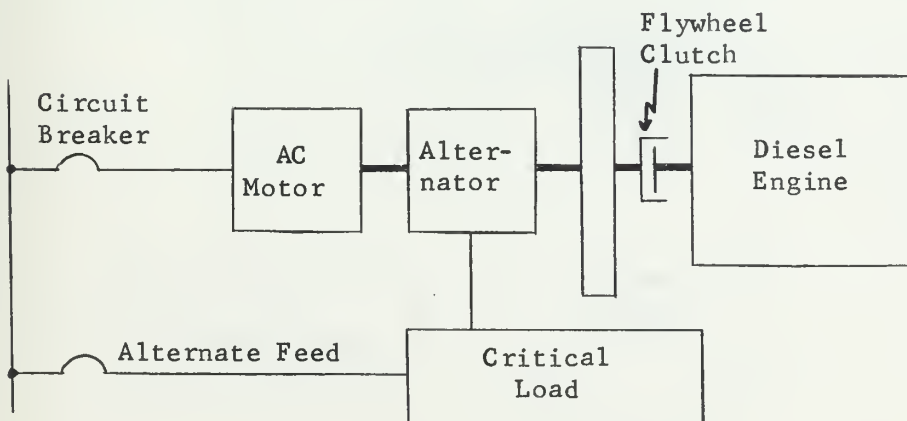 Flywheel
Clutch
Circuit
Breaker
AC
Motor
Alter-
nator
Diesel
Engine
Alternate Feed
Critical
Load